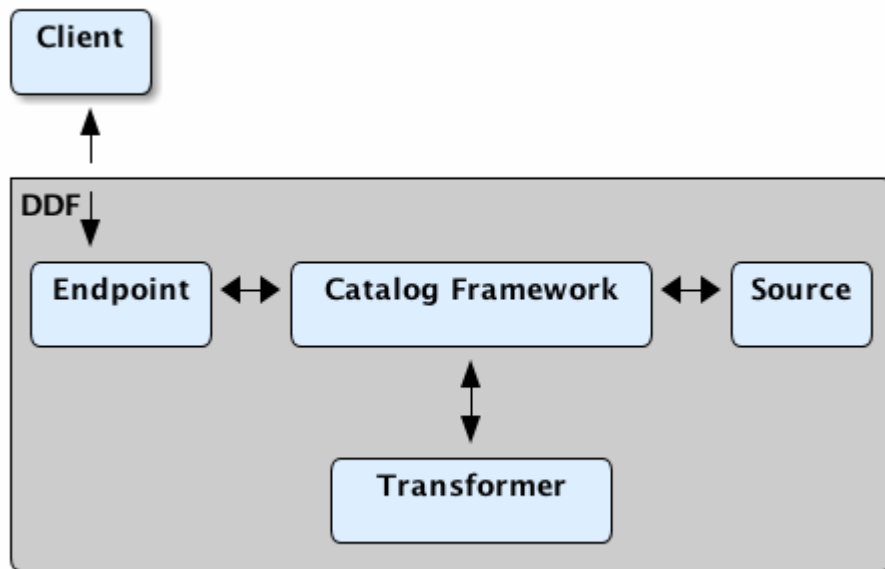 Client
DDF
Endpoint
Catalog Framework
Source
Transformer